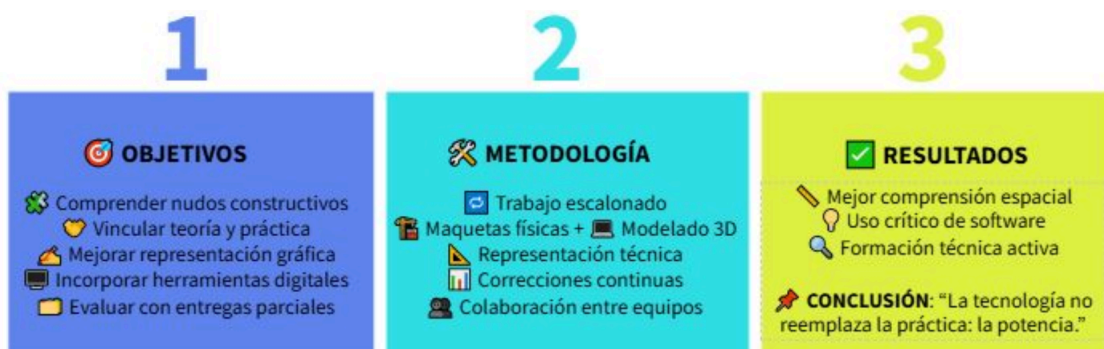 1
OBJETIVOS
Comprender nudos constructivos
Vincular teoría y práctica
Mejorar representación gráfica
Incorporar herramientas digitales
Evaluar con entregas parciales
2
METODOLOGÍA
Trabajo escalonado
Maquetas físicas + Modelado 3D
Representación técnica
Correcciones continuas
Colaboración entre equipos
3
RESULTADOS
Mejor comprensión espacial
Uso crítico de software
Formación técnica activa
CONCLUSIÓN: “La tecnología no
reemplaza la práctica: la potencia.”